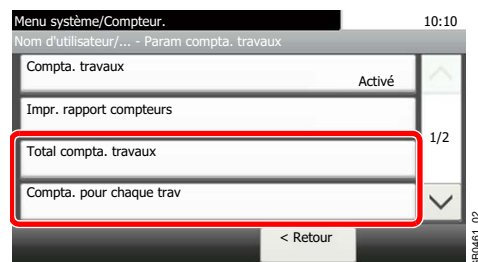 Menu système/Compteur. 10:10
Nom d'utilisateur/... - Param compta. travaux
Compta. travaux
Activé
Impr. rapport compteurs
1/2
Total compta. travaux
Compta. pour chaque trav
< Retour
GB0461_02